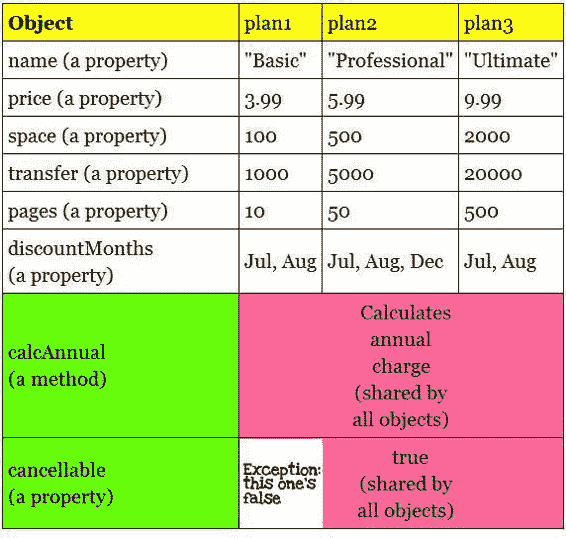 Object plan1 plan2 plan3
name (a property) "Basic" "Professional" "Ultimate"
price (a property) 3.99 5.99 9.99
space (a property) 100 500 2000
transfer (a property) 1000 5000 20000
pages (a property) 10 50 500
discountMonths
(a property) Jul, Aug Jul, Aug, Dec Jul, Aug
calcAnnual
(a method)
Calculates
annual
charge
(shared by
all objects)
cancellable
(a property)
Exception:
this one's
false
true
(shared by
all objects)